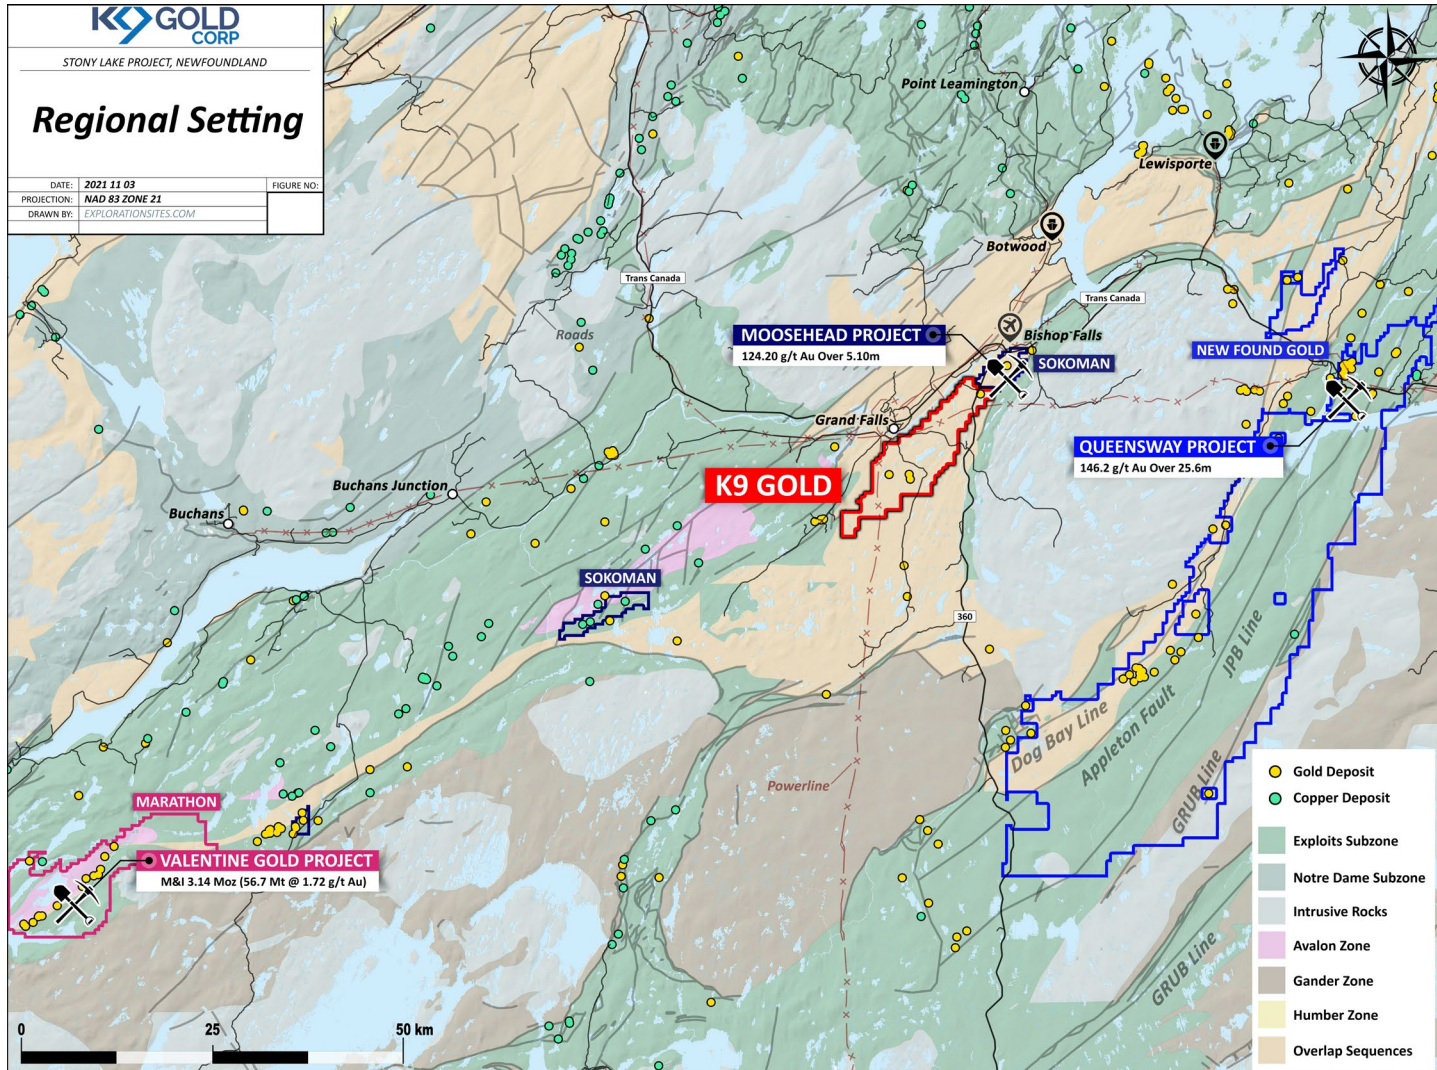 K9 GOLD
CORP
STONY LAKE PROJECT, NEWFOUNDLAND
Regional Setting
DATE: 2021 11 03
FIGURE NO:
PROJECTION: NAD 83 ZONE 21
DRAWN BY: EXPLORATIONSITES.COM
Point Leamington
Lewisporte
Botwood
Trans Canada
Trans Canada
Roads
MOOSEHEAD PROJECT
124.20 g/t Au Over 5.10m
Bishop Falls
SOKOMAN
NEW FOUND GOLD
Grand Falls
QUEENSWAY PROJECT
146.2 g/t Au Over 25.6m
K9 GOLD
Buchans Junction
Buchans
SOKOMAN
360
JPB Line
Dog Bay Line
Appleton Fault
GRUB Line
Powerline
MARATHON
VALENTINE GOLD PROJECT
M&I 3.14 Moz (56.7 Mt @ 1.72 g/t Au)
GRUB Line
Gold Deposit
Copper Deposit
Exploits Subzone
Notre Dame Subzone
Intrusive Rocks
Avalon Zone
Gander Zone
Humber Zone
Overlap Sequences
0 25 50 km